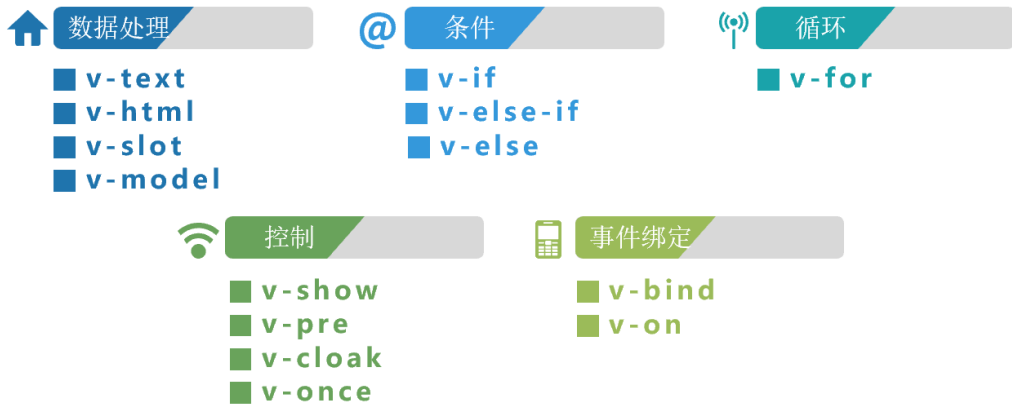 数据处理
v-text
v-html
v-slot
v-model
@ 条件
v-if
v-else-if
v-else
循环
v-for
控制
v-show
v-pre
v-cloak
v-once
事件绑定
v-bind
v-on